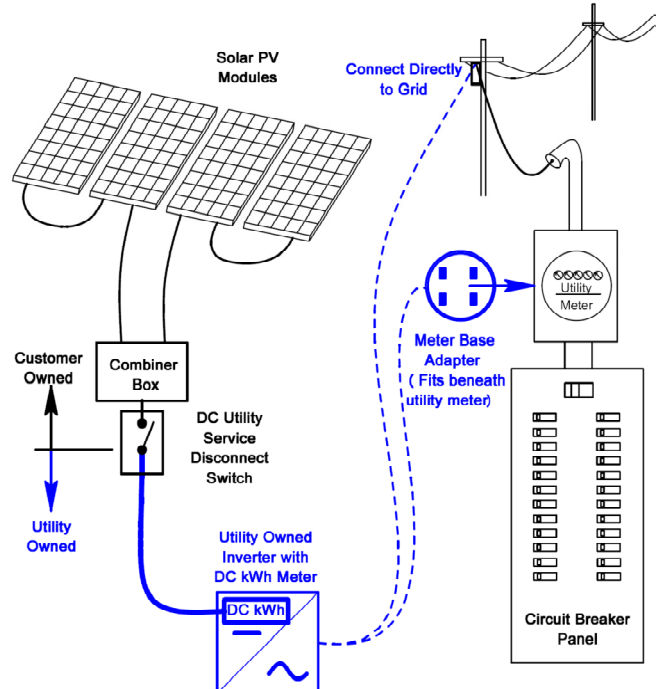 Solar PV
Modules
Connect Directly
to Grid
Utility
Meter
Meter Base
Adapter
( Fits beneath
utility meter)
Customer
Owned
Combiner
Box
DC Utility
Service
Disconnect
Switch
Utility
Owned
Utility Owned
Inverter with
DC kWh Meter
DC kWh
Circuit Breaker
Panel